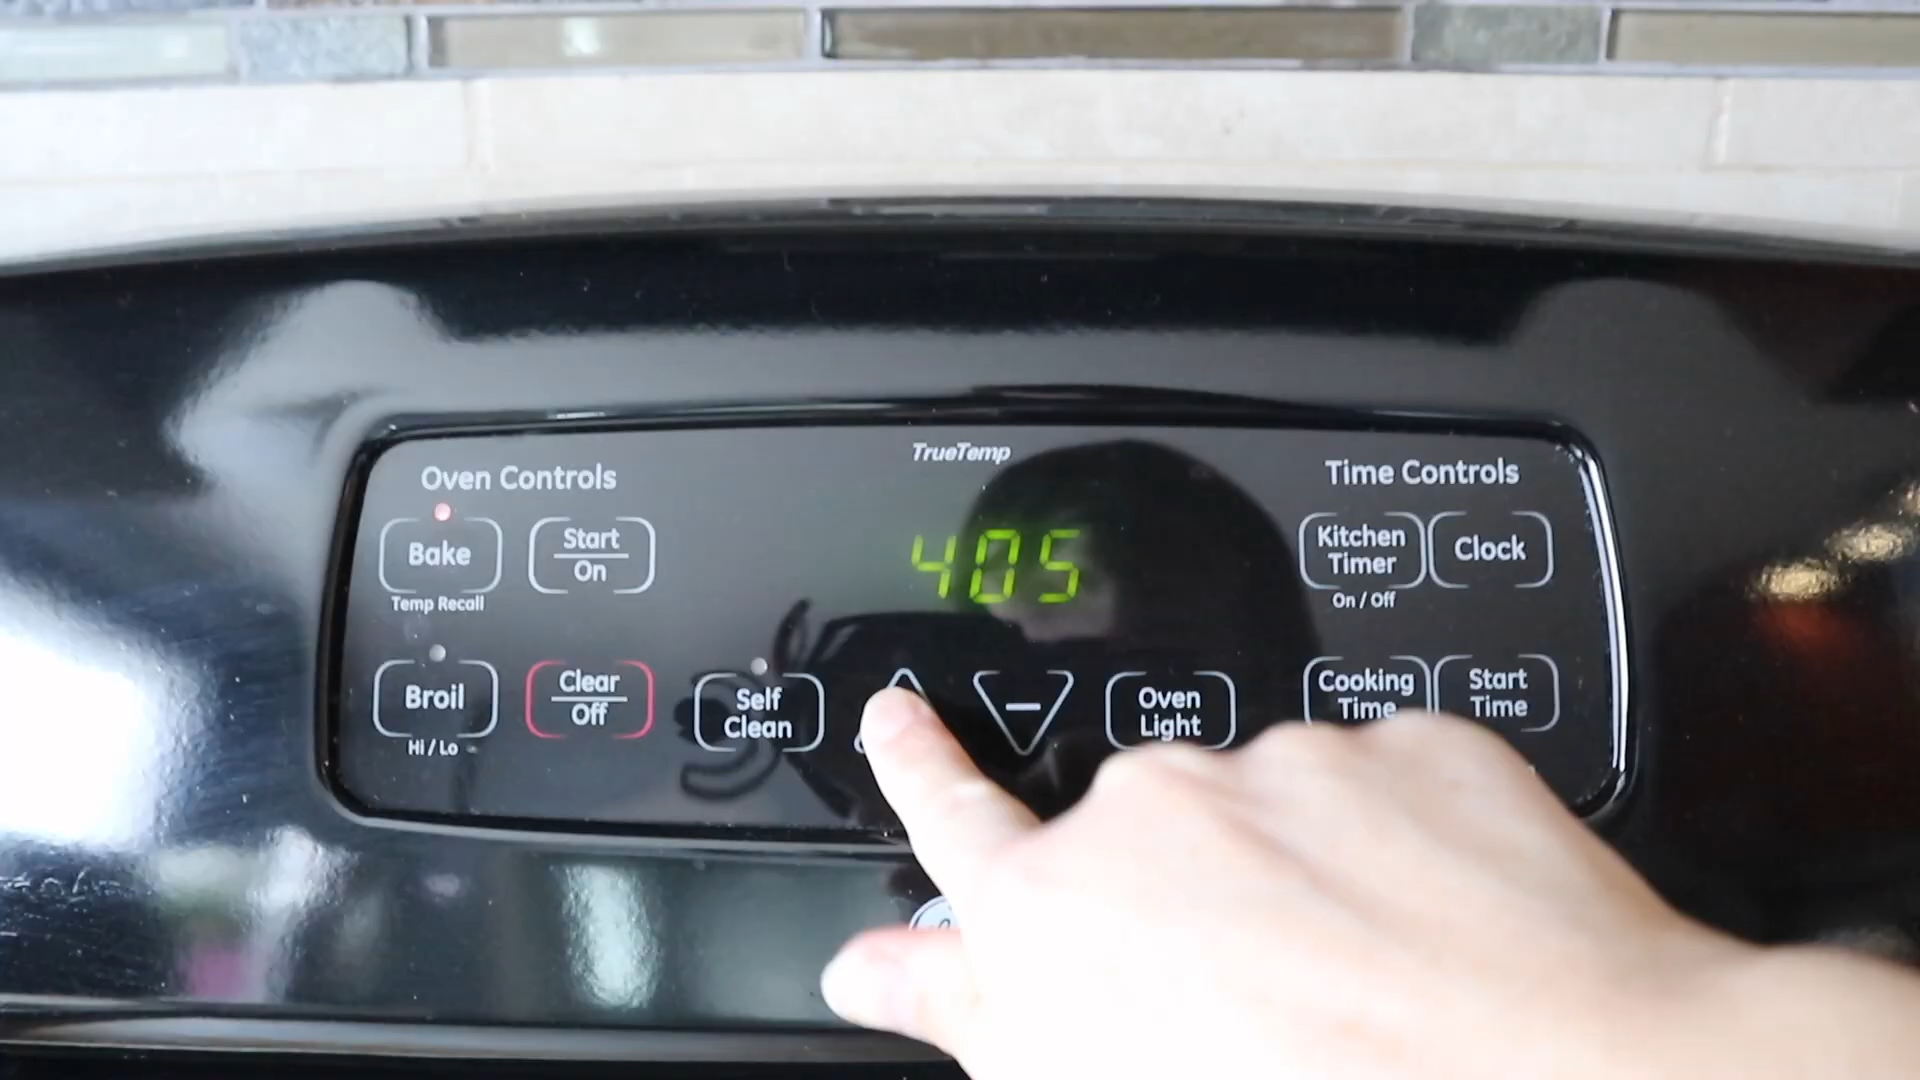 TrueTemp
Oven Controls
Time Controls
Bake
Start
On
405
Kitchen
Timer
Clock
Temp Recall
On / Off
Broil
Clear
Off
Self
Clean
–
Oven
Light
Cooking
Time
Start
Time
Hi / Lo